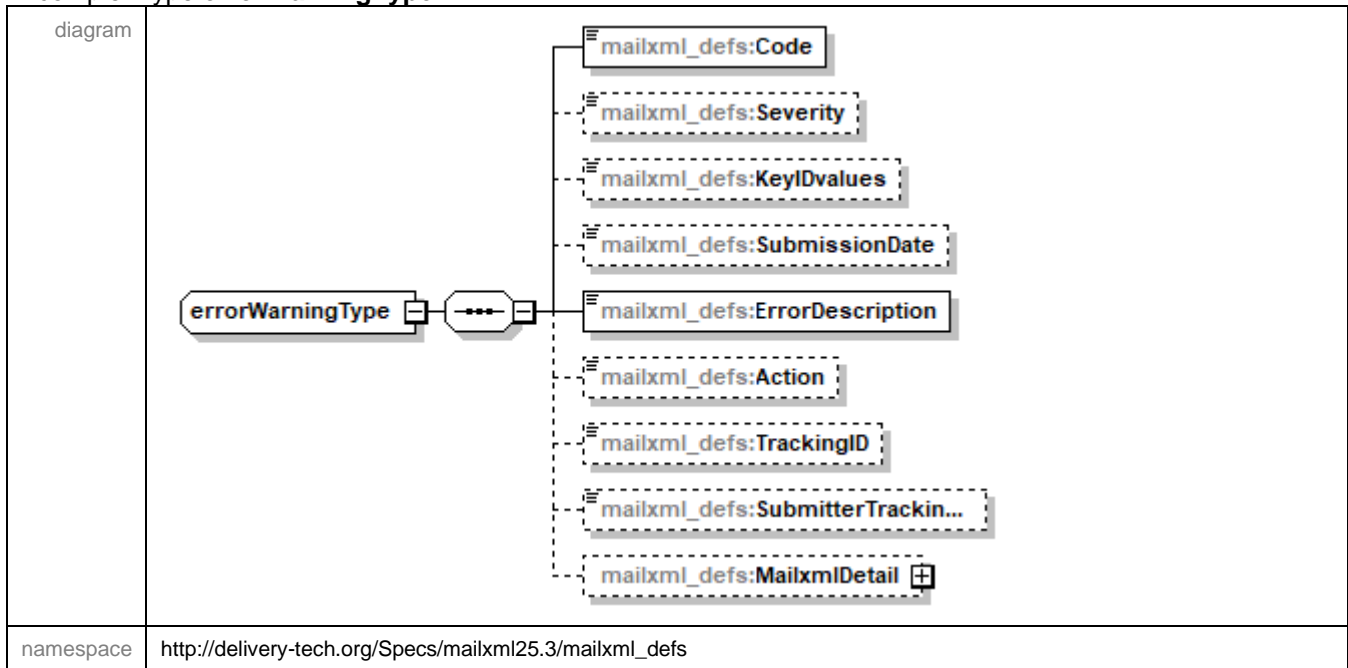 diagram
mailxml_defs:Code
mailxml_defs:Severity
mailxml_defs:KeyIDvalues
mailxml_defs:SubmissionDate
errorWarningType
mailxml_defs:ErrorDescription
mailxml_defs:Action
mailxml_defs:TrackingID
mailxml_defs:SubmitterTrackin...
mailxml_defs:MailxmlDetail
namespace http://delivery-tech.org/Specs/mailxml25.3/mailxml_defs